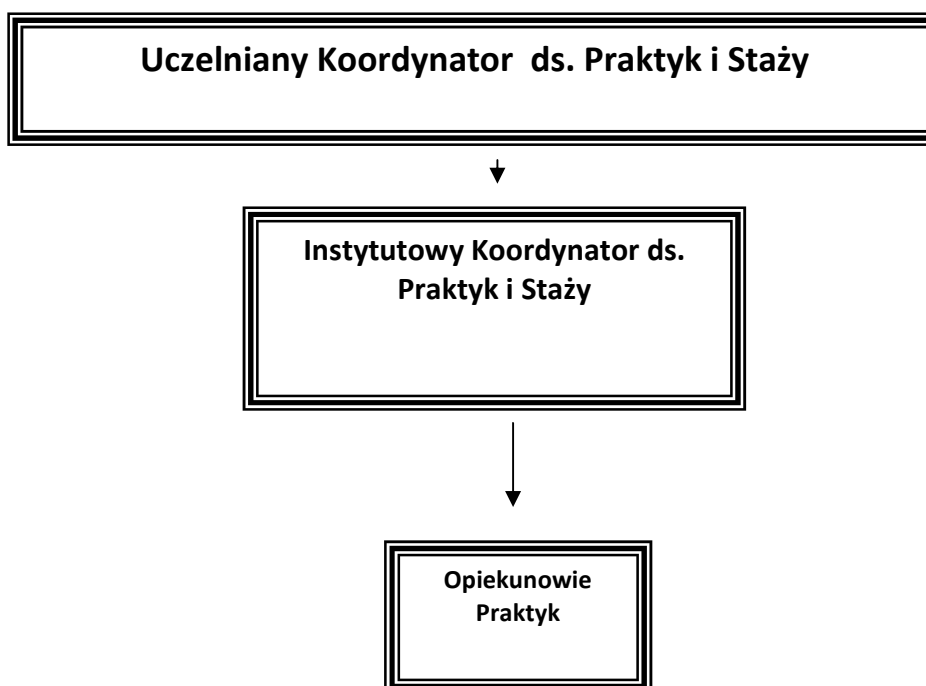 Uczelniany Koordynator  ds. Praktyk i Staży
Instytutowy Koordynator ds.
Praktyk i Staży
Opiekunowie
Praktyk